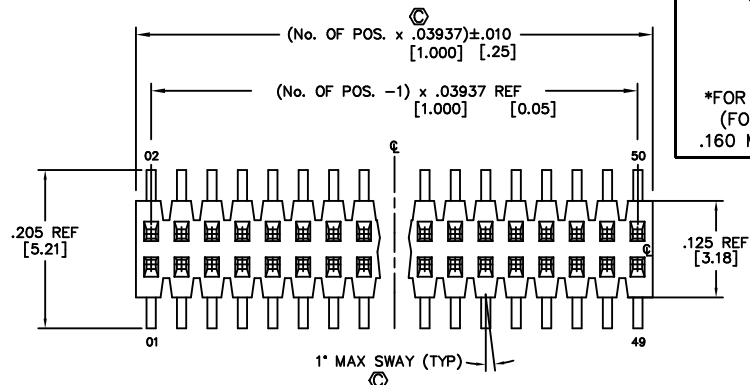 C
(No. OF POS. x .03937)±.010
[1.000] [.25]
(No. OF POS. -1) x .03937 REF
[1.000] [0.05]
*FOR
(FO
.160 M
℄
02
50
.205 REF
[5.21]
.125 REF
[3.18]
℄
01
49
1° MAX SWAY (TYP)
C